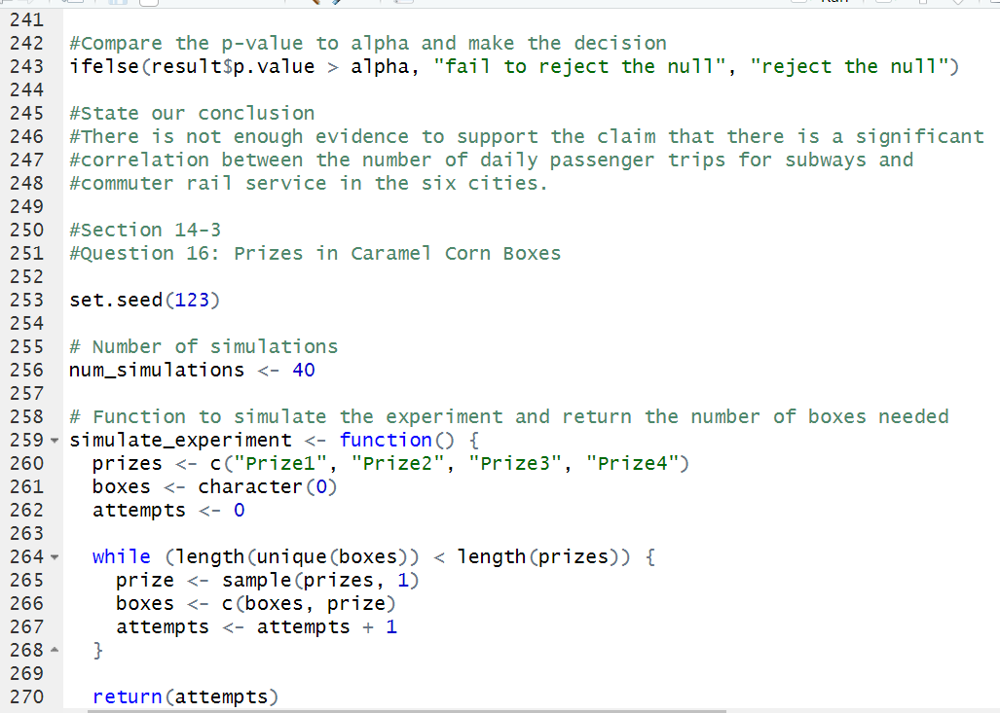 Run
241
242 #Compare the p-value to alpha and make the decision
243 ifelse(result$p.value > alpha, "fail to reject the null", "reject the null")
244
245 #State our conclusion
246 #There is not enough evidence to support the claim that there is a significant
247 #correlation between the number of daily passenger trips for subways and
248 #commuter rail service in the six cities.
249
250 #Section 14-3
251 #Question 16: Prizes in Caramel Corn Boxes
252
253 set.seed(123)
254
255 # Number of simulations
256 num_simulations <- 40
257
258 # Function to simulate the experiment and return the number of boxes needed
259 simulate_experiment <- function() {
260   prizes <- c("Prize1", "Prize2", "Prize3", "Prize4")
261   boxes <- character(0)
262   attempts <- 0
263
264   while (length(unique(boxes)) < length(prizes)) {
265     prize <- sample(prizes, 1)
266     boxes <- c(boxes, prize)
267     attempts <- attempts + 1
268   }
269
270   return(attempts)